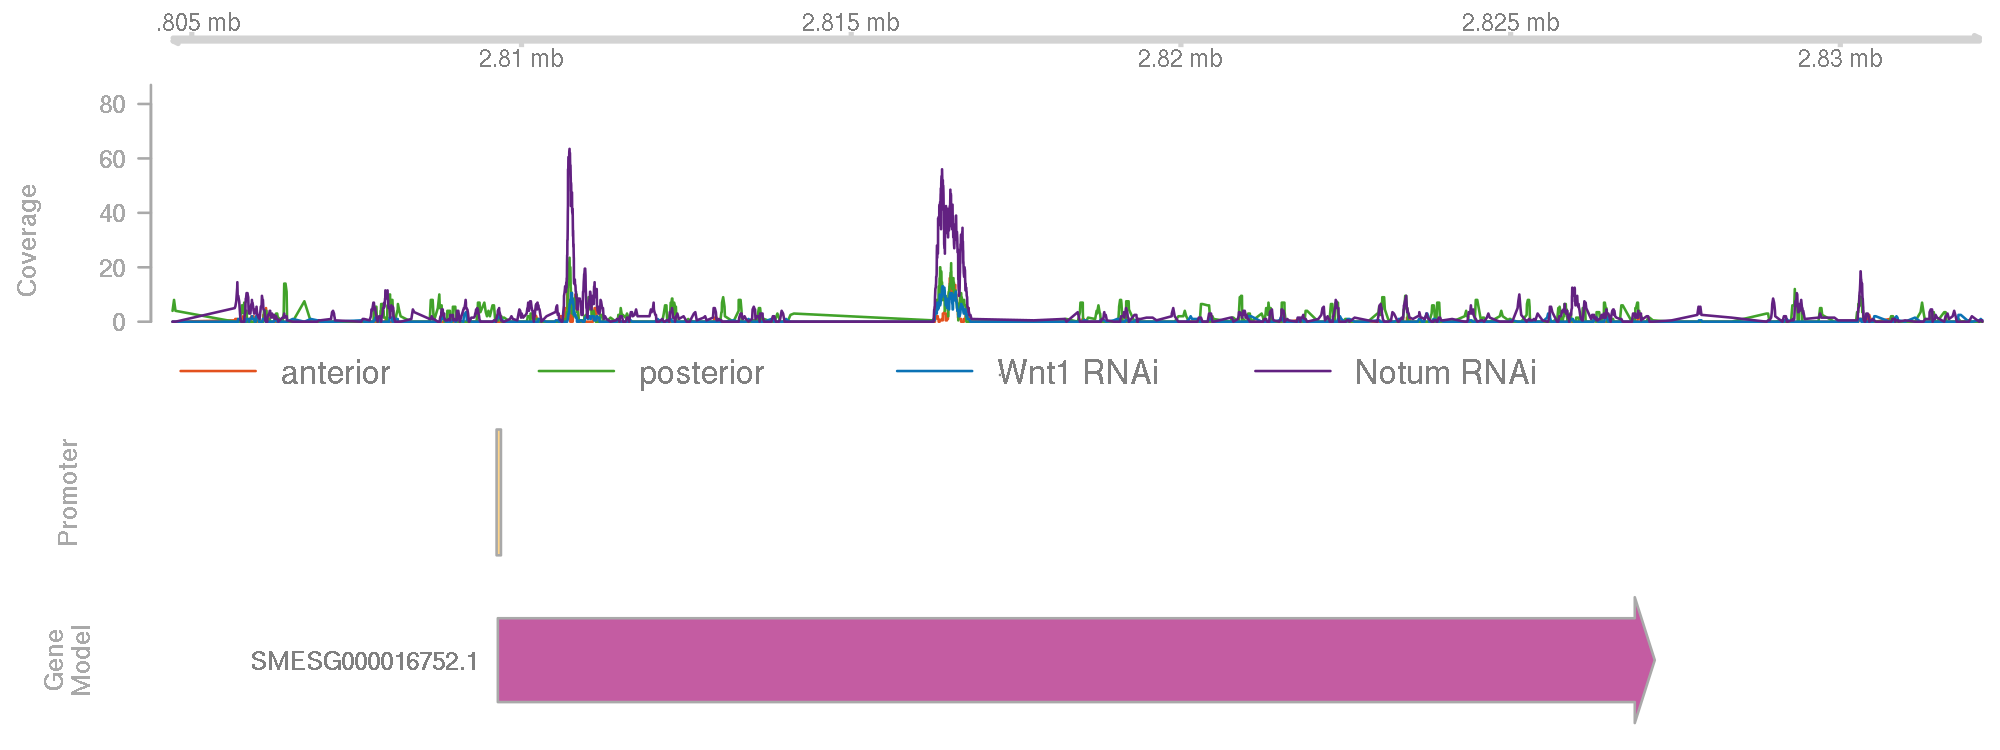 .805 mb
2.815 mb
2.825 mb
2.81 mb
2.82 mb
2.83 mb
Coverage
80
60
40
20
0
anterior posterior Wnt1 RNAi Notum RNAi
Promoter
Gene
Model
SMESG000016752.1